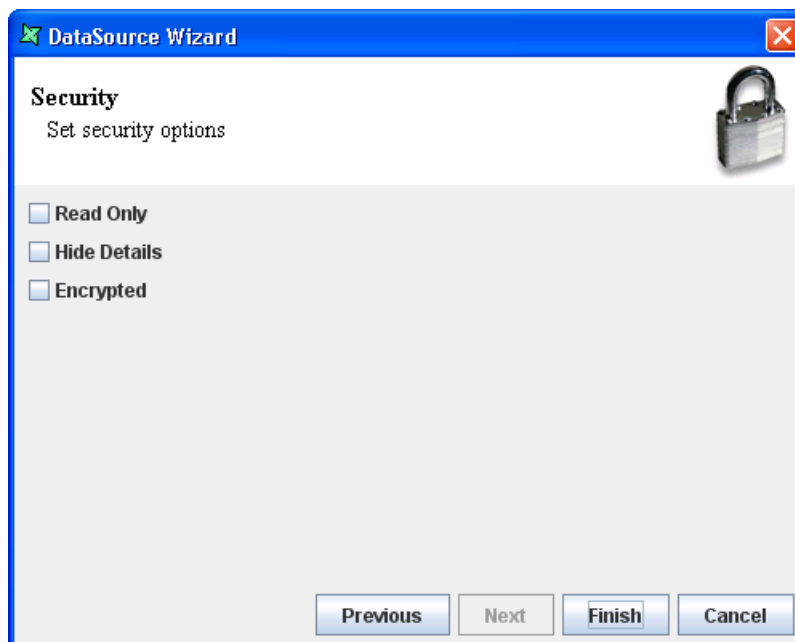 DataSource Wizard
Security
Set security options
Read Only
Hide Details
Encrypted
Previous Next Finish Cancel